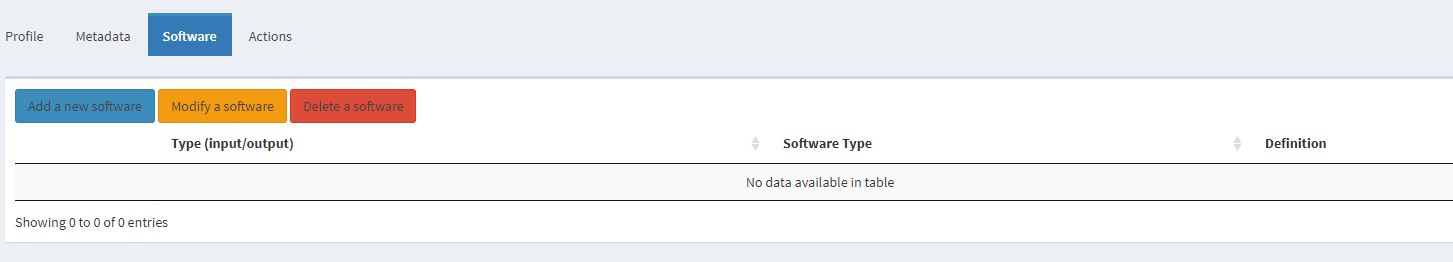 Profile Metadata Software Actions
Add a new software Modify a software Delete a software
Type (input/output) Software Type Definition
No data available in table
Showing 0 to 0 of 0 entries